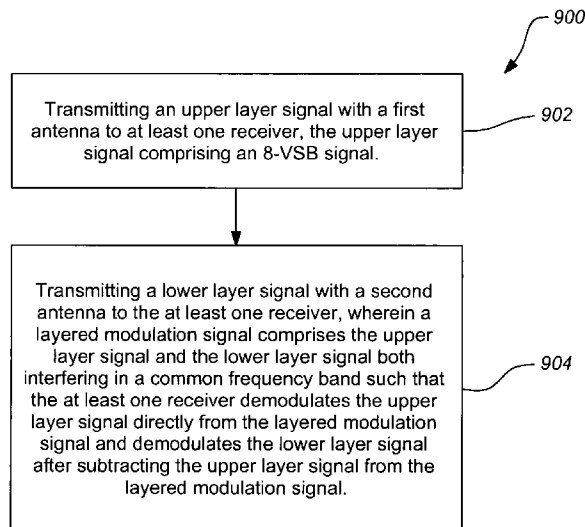 900
Transmitting an upper layer signal with a first
antenna to at least one receiver, the upper layer
signal comprising an 8-VSB signal.
902
Transmitting a lower layer signal with a second
antenna to the at least one receiver, wherein a
layered modulation signal comprises the upper
layer signal and the lower layer signal both
interfering in a common frequency band such that
the at least one receiver demodulates the upper
layer signal directly from the layered modulation
signal and demodulates the lower layer signal
after subtracting the upper layer signal from the
layered modulation signal.
904